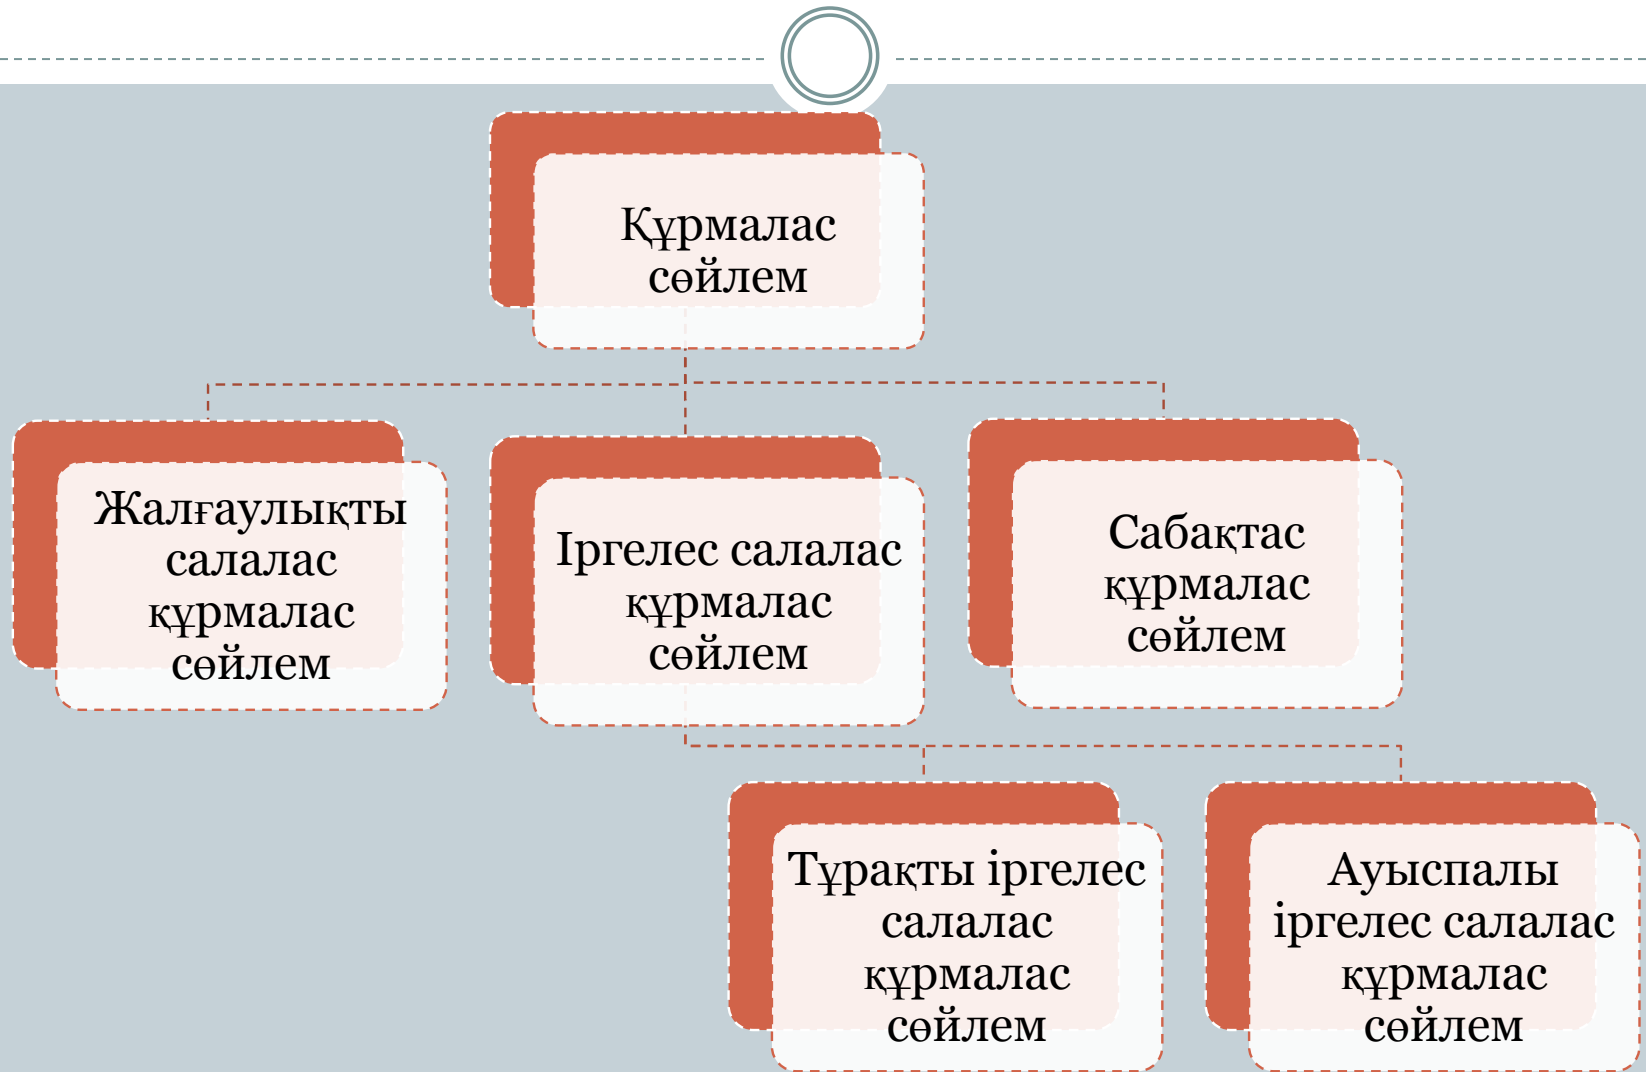 Құрмалас
сөйлем
Жалғаулықты
салалас
құрмалас
сөйлем
Іргелес салалас
құрмалас
сөйлем
Сабақтас
құрмалас
сөйлем
Тұрақты іргелес
салалас
құрмалас
сөйлем
Ауыспалы
іргелес салалас
құрмалас
сөйлем